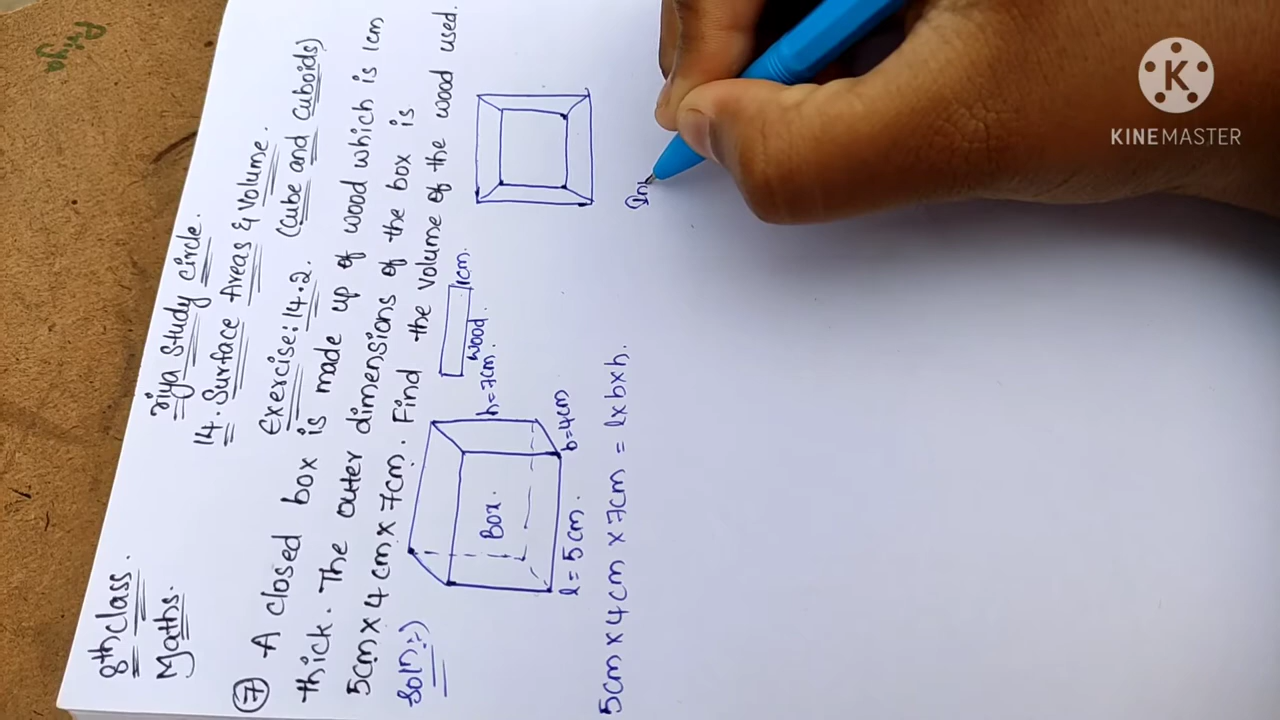 Priya
8th class.
Maths.
riya study circle.
14. Surface Areas & Volume.
Exercise: 14.2. (Cube and Cuboids)
7 A closed box is made up of wood which is 1cm
thick. The outer dimensions of the box is
5cm x 4cm x 7cm. Find the volume of the wood used.
Soln:-)
Box.
h=7cm.
b=4cm
l = 5cm.
wood.
1cm.
5cm x 4cm x 7cm = l x b x h.
In
K
KINEMASTER